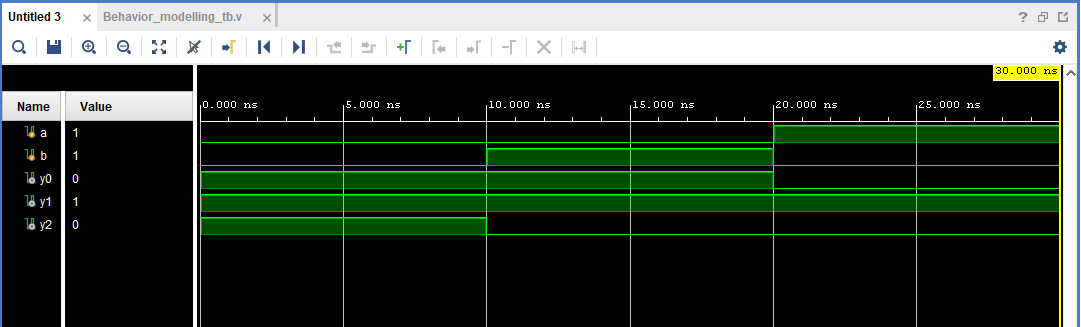 Untitled 3 × Behavior_modelling_tb.v × ?
30.000 ns
Name Value 0.000 ns 5.000 ns 10.000 ns 15.000 ns 20.000 ns 25.000 ns
a 1
b 1
y0 0
y1 1
y2 0